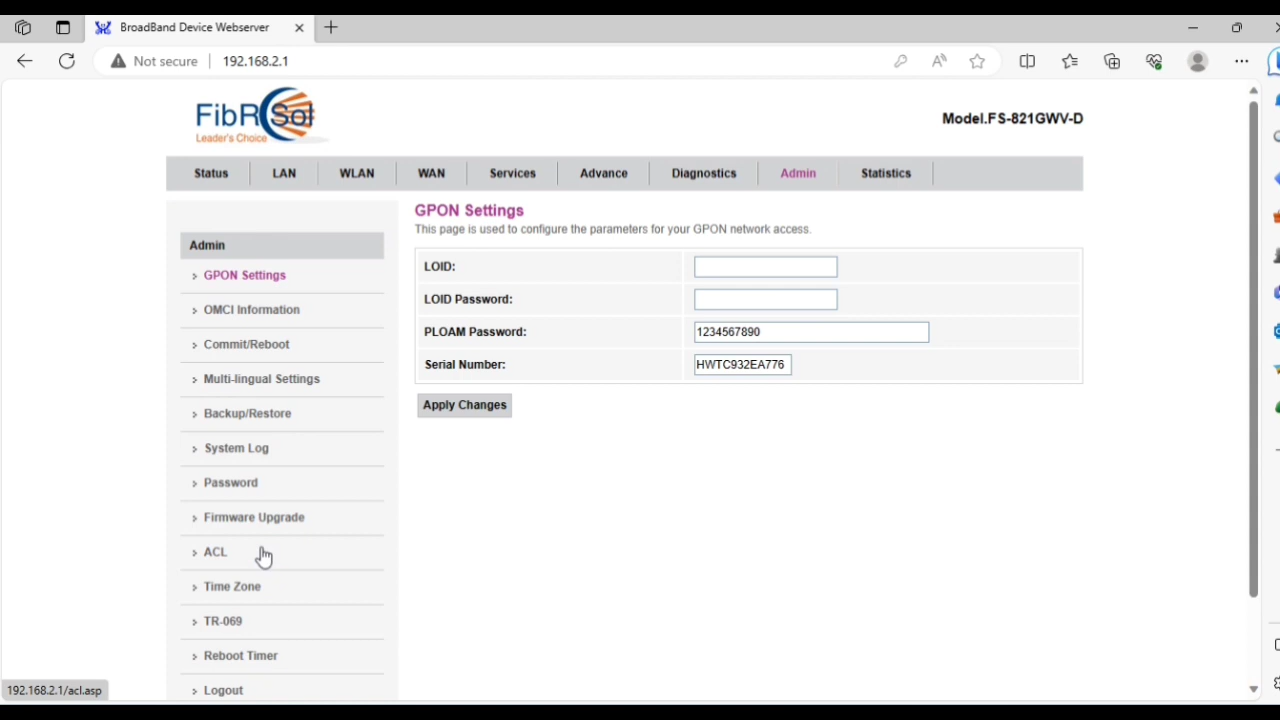 BroadBand Device Webserver
Not secure
192.168.2.1
FibRSol
Leader's Choice
Model.FS-821GWV-D
Status LAN WLAN WAN Services Advance Diagnostics Admin Statistics
GPON Settings
This page is used to configure the parameters for your GPON network access.
Admin
GPON Settings
OMCI Information
Commit/Reboot
Multi-lingual Settings
Backup/Restore
System Log
Password
Firmware Upgrade
ACL
Time Zone
TR-069
Reboot Timer
Logout
LOID:
LOID Password:
PLOAM Password: 1234567890
Serial Number: HWTC932EA776
Apply Changes
192.168.2.1/acl.asp